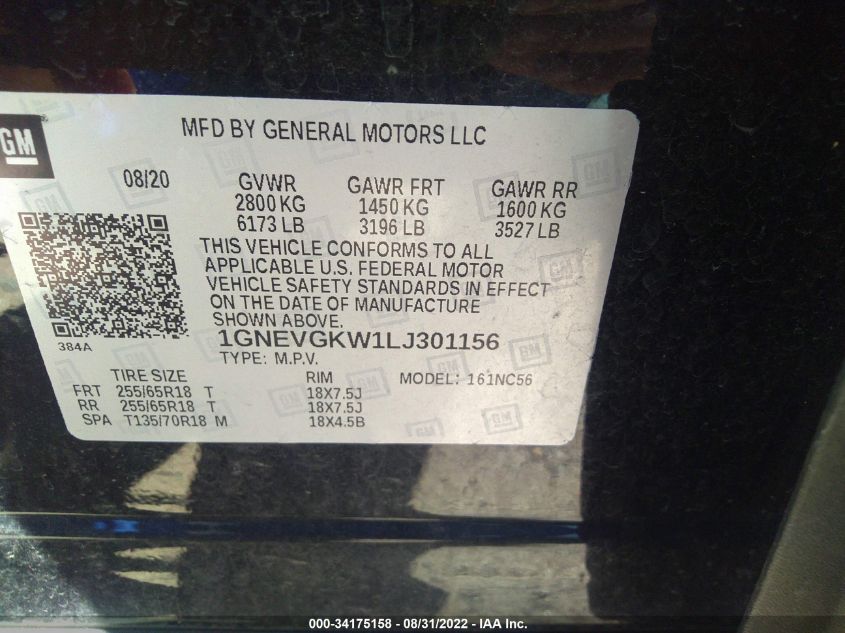 GM
MFD BY GENERAL MOTORS LLC
08/20
GVWR GAWR FRT GAWR RR
2800 KG 1450 KG 1600 KG
6173 LB 3196 LB 3527 LB
THIS VEHICLE CONFORMS TO ALL
APPLICABLE U.S. FEDERAL MOTOR
VEHICLE SAFETY STANDARDS IN EFFECT
ON THE DATE OF MANUFACTURE
SHOWN ABOVE.
384A
1GNEVGKW1LJ301156
TYPE: M.P.V.
TIRE SIZE RIM MODEL: 161NC56
FRT 255/65R18 T 18X7.5J
RR 255/65R18 T 18X7.5J
SPA T135/70R18 M 18X4.5B
000-34175158 - 08/31/2022 - IAA Inc.